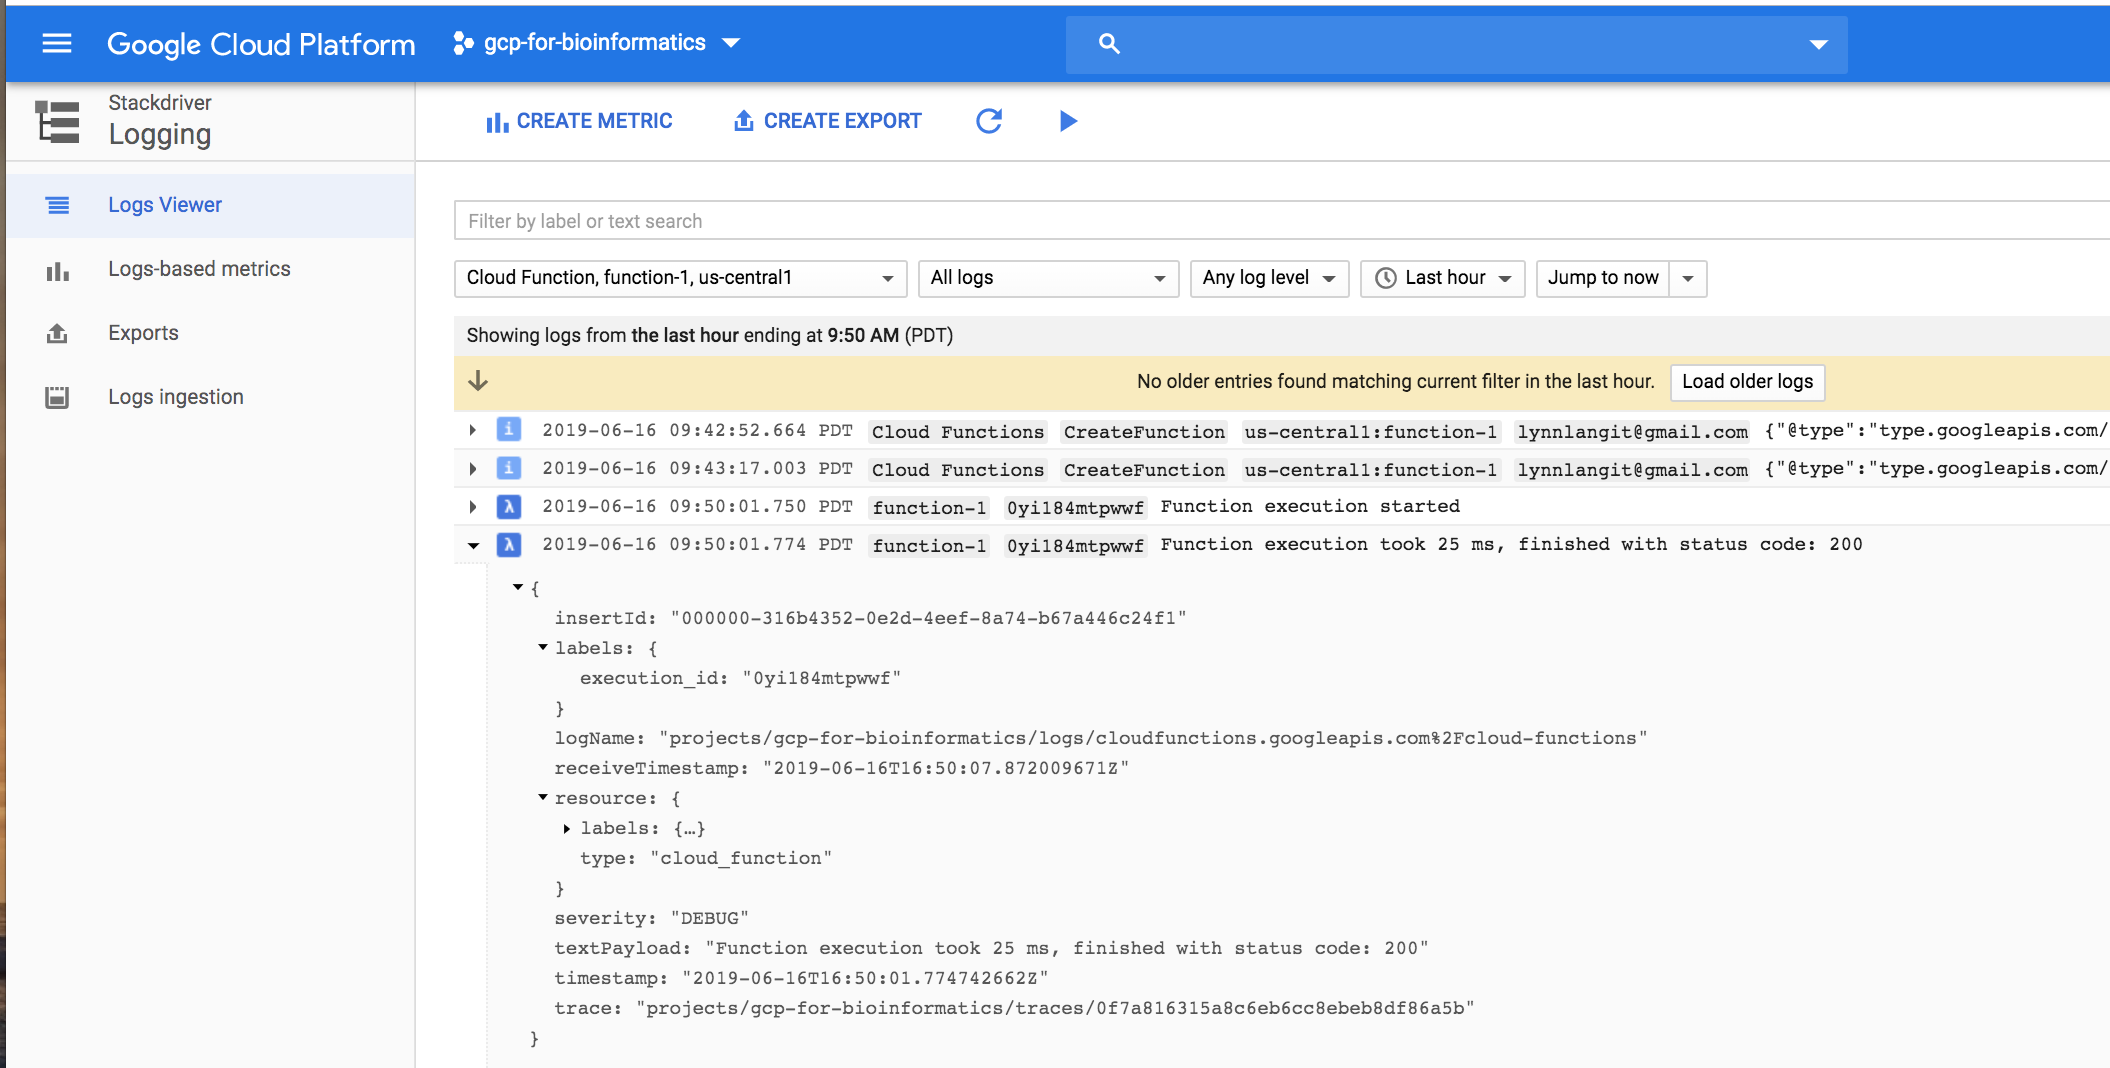 Google Cloud Platform gcp-for-bioinformatics
Stackdriver
Logging
CREATE METRIC CREATE EXPORT
Logs Viewer
Logs-based metrics
Exports
Logs ingestion
Filter by label or text search
Cloud Function, function-1, us-central1 All logs Any log level Last hour Jump to now
Showing logs from the last hour ending at 9:50 AM (PDT)
No older entries found matching current filter in the last hour. Load older logs
i 2019-06-16 09:42:52.664 PDT Cloud Functions CreateFunction us-central1:function-1 lynnlangit@gmail.com {"@type":"type.googleapis.com/
i 2019-06-16 09:43:17.003 PDT Cloud Functions CreateFunction us-central1:function-1 lynnlangit@gmail.com {"@type":"type.googleapis.com/
λ 2019-06-16 09:50:01.750 PDT function-1 0yi184mtpwwf Function execution started
λ 2019-06-16 09:50:01.774 PDT function-1 0yi184mtpwwf Function execution took 25 ms, finished with status code: 200
{
insertId: "000000-316b4352-0e2d-4eef-8a74-b67a446c24f1"
labels: {
execution_id: "0yi184mtpwwf"
}
logName: "projects/gcp-for-bioinformatics/logs/cloudfunctions.googleapis.com%2Fcloud-functions"
receiveTimestamp: "2019-06-16T16:50:07.872009671Z"
resource: {
labels: {…}
type: "cloud_function"
}
severity: "DEBUG"
textPayload: "Function execution took 25 ms, finished with status code: 200"
timestamp: "2019-06-16T16:50:01.774742662Z"
trace: "projects/gcp-for-bioinformatics/traces/0f7a816315a8c6eb6cc8ebeb8df86a5b"
}